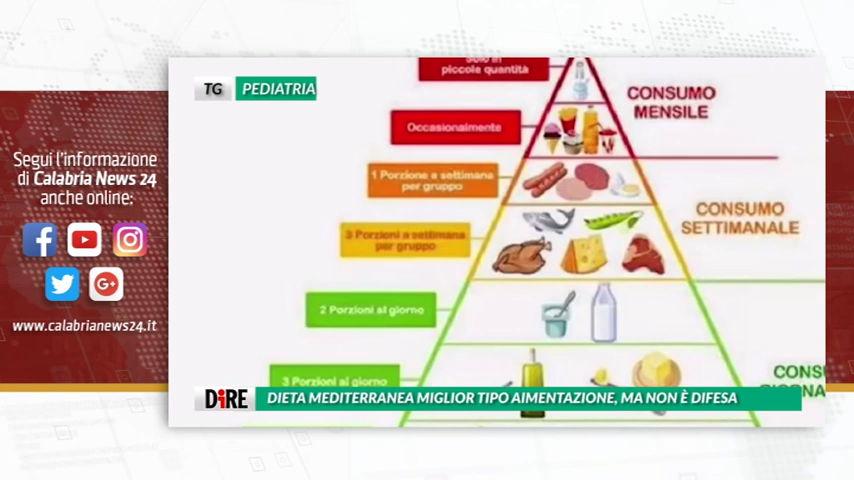 Segui l'informazione
di Calabria News 24
anche online:
www.calabrianews24.it
TG PEDIATRIA
Solo in
piccole quantità
CONSUMO
MENSILE
Occasionalmente
1 Porzione a settimana
per gruppo
CONSUMO
SETTIMANALE
3 Porzioni a settimana
per gruppo
2 Porzioni al giorno
3 Porzioni al giorno
DiRE
DIETA MEDITERRANEA MIGLIOR TIPO AIMENTAZIONE, MA NON È DIFESA